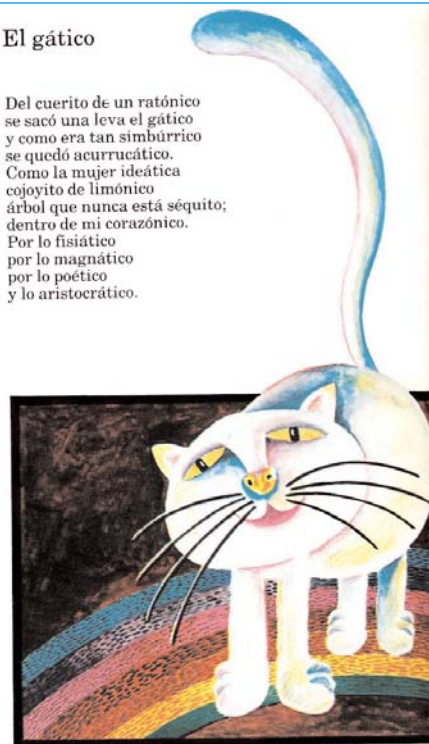 El gático
Del cuerito de un ratónico
se sacó una leva el gático
y como era tan simbúrrico
se quedó acurrucático.
Como la mujer ideática
cojoyito de limónico
árbol que nunca está séquito;
dentro de mi corazónico.
Por lo fisiático
por lo magnático
por lo poético
y lo aristocrático.